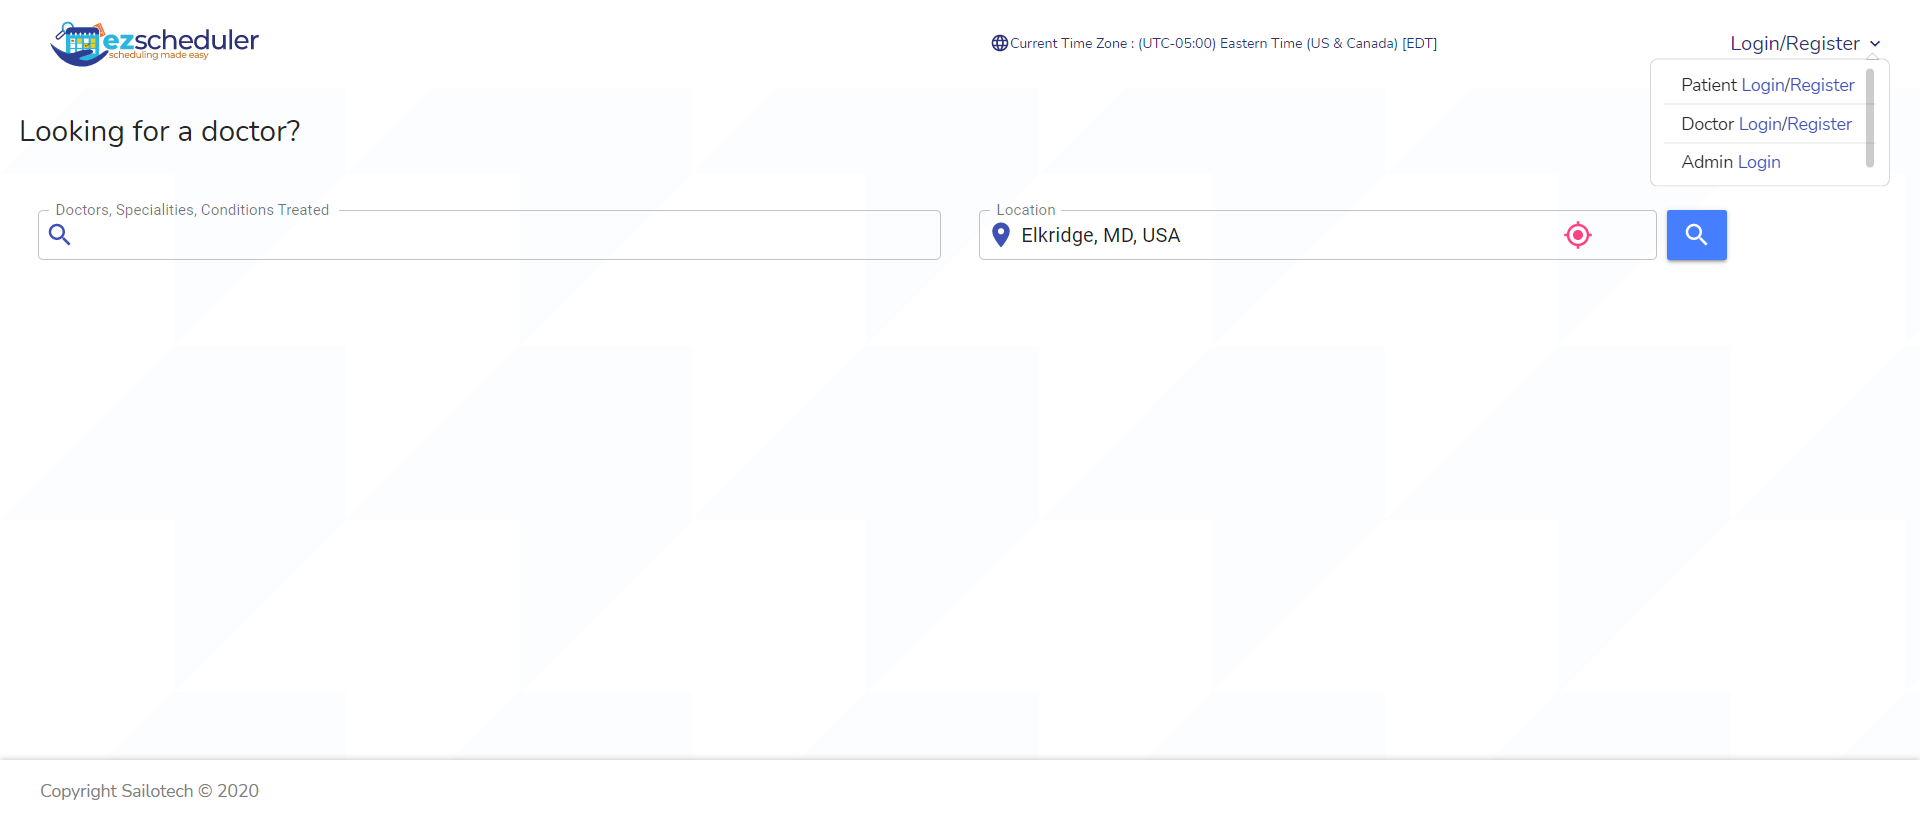 ezscheduler
scheduling made easy
Current Time Zone : (UTC-05:00) Eastern Time (US & Canada) [EDT]
Login/Register
Patient Login/Register
Doctor Login/Register
Admin Login
Looking for a doctor?
Doctors, Specialities, Conditions Treated
Location
Elkridge, MD, USA
Copyright Sailotech © 2020